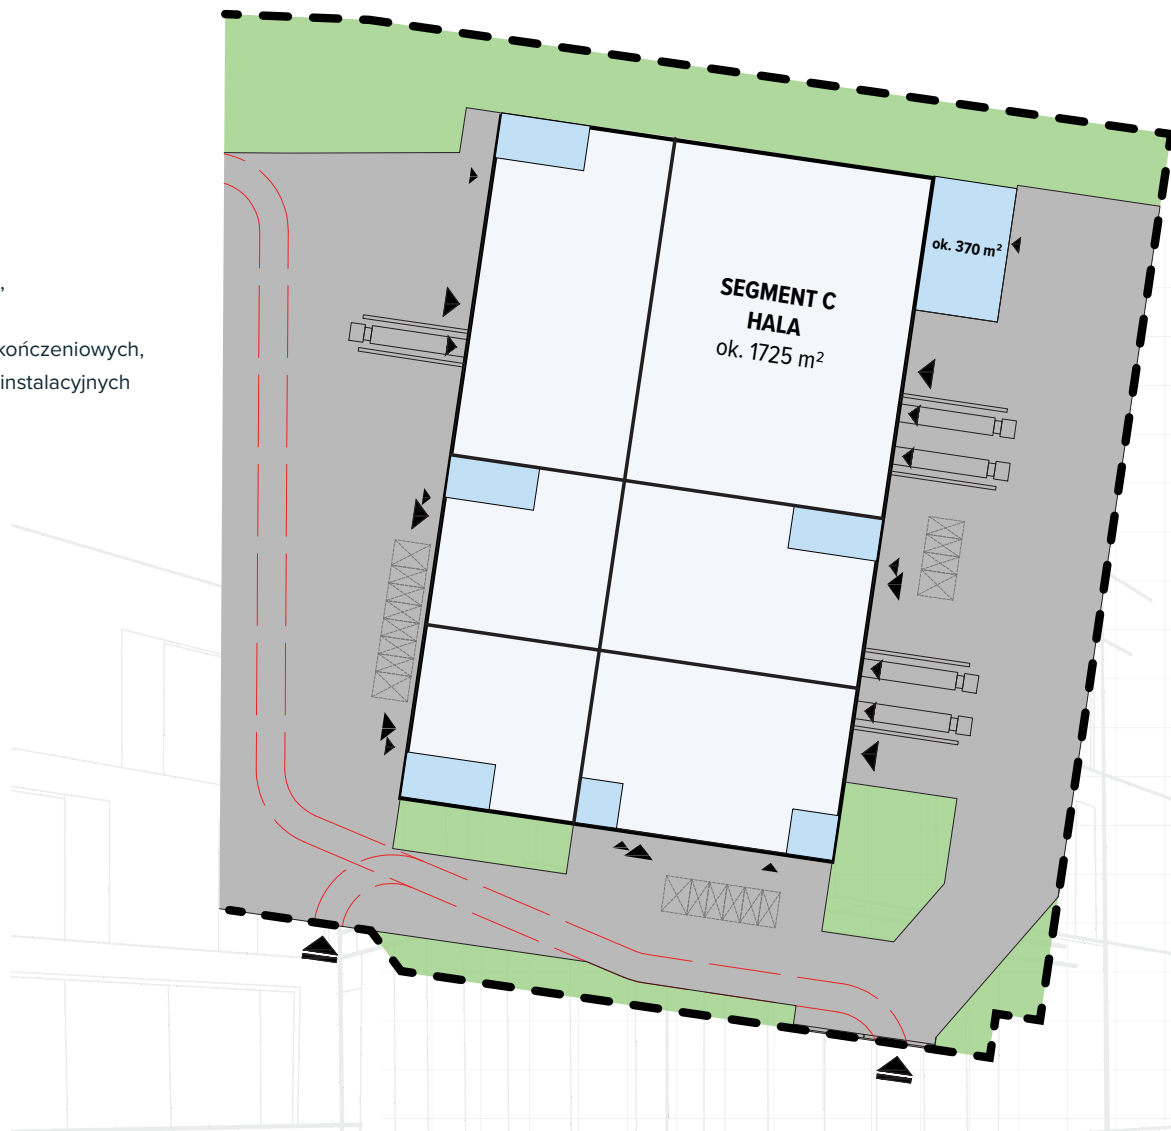 ,
kończeniowych,
instalacyjnych
ok. 370 m²
SEGMENT C
HALA
ok. 1725 m²